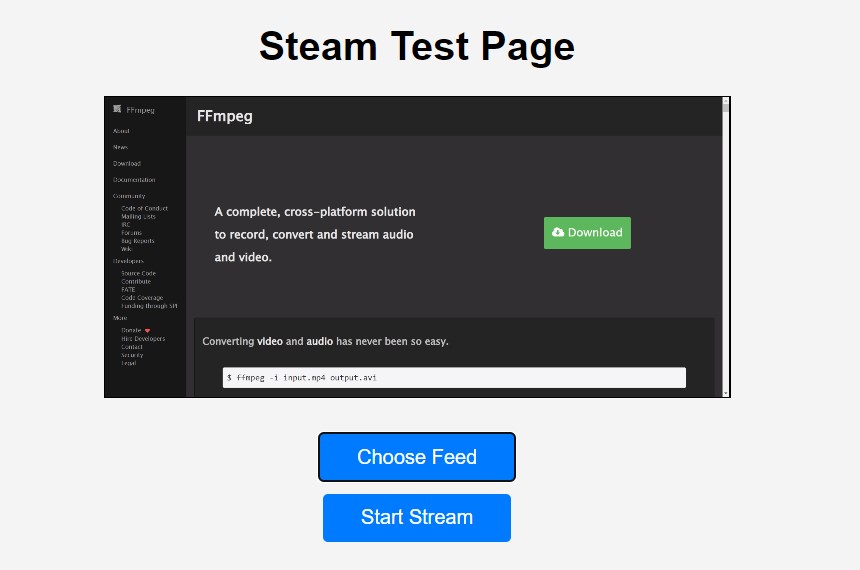 Steam Test Page
FFmpeg
FFmpeg
About
News
Download
Documentation
Community
Code of Conduct
Mailing Lists
IRC
Forums
Bug Reports
Wiki
Developers
Source Code
Contribute
FATE
Code Coverage
Funding through SPI
More
Donate
Hire Developers
Contact
Security
Legal
A complete, cross-platform solution
to record, convert and stream audio
and video.
Download
Converting video and audio has never been so easy.
$ ffmpeg -i input.mp4 output.avi
Choose Feed
Start Stream